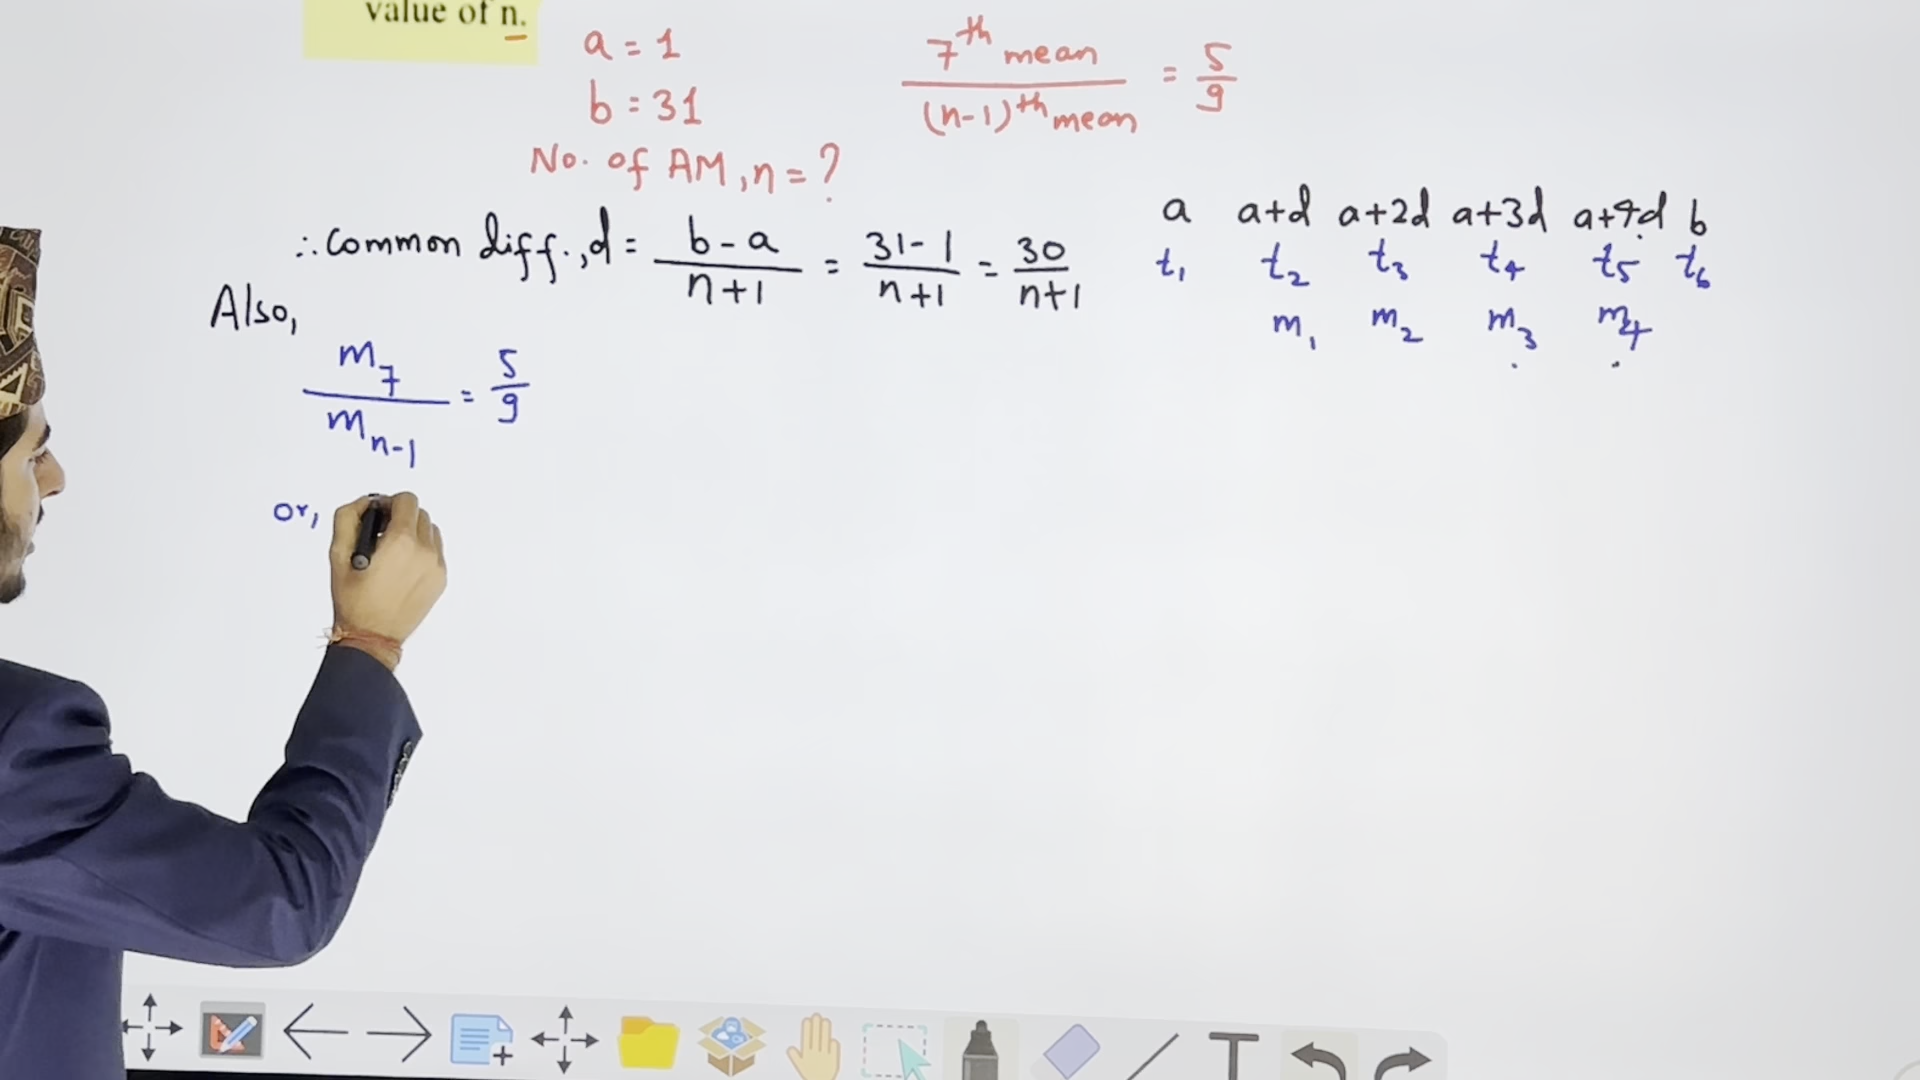 value of n.
a = 1
b = 31
No. of AM, n = ?
7th mean / (n-1)th mean = 5/9
∴ Common diff., d = b-a / n+1 = 31-1 / n+1 = 30 / n+1
a a+d a+2d a+3d a+4d b
t1 t2 t3 t4 t5 t6
m1 m2 m3 m4
Also,
m7 / mn-1 = 5/9
or,
T